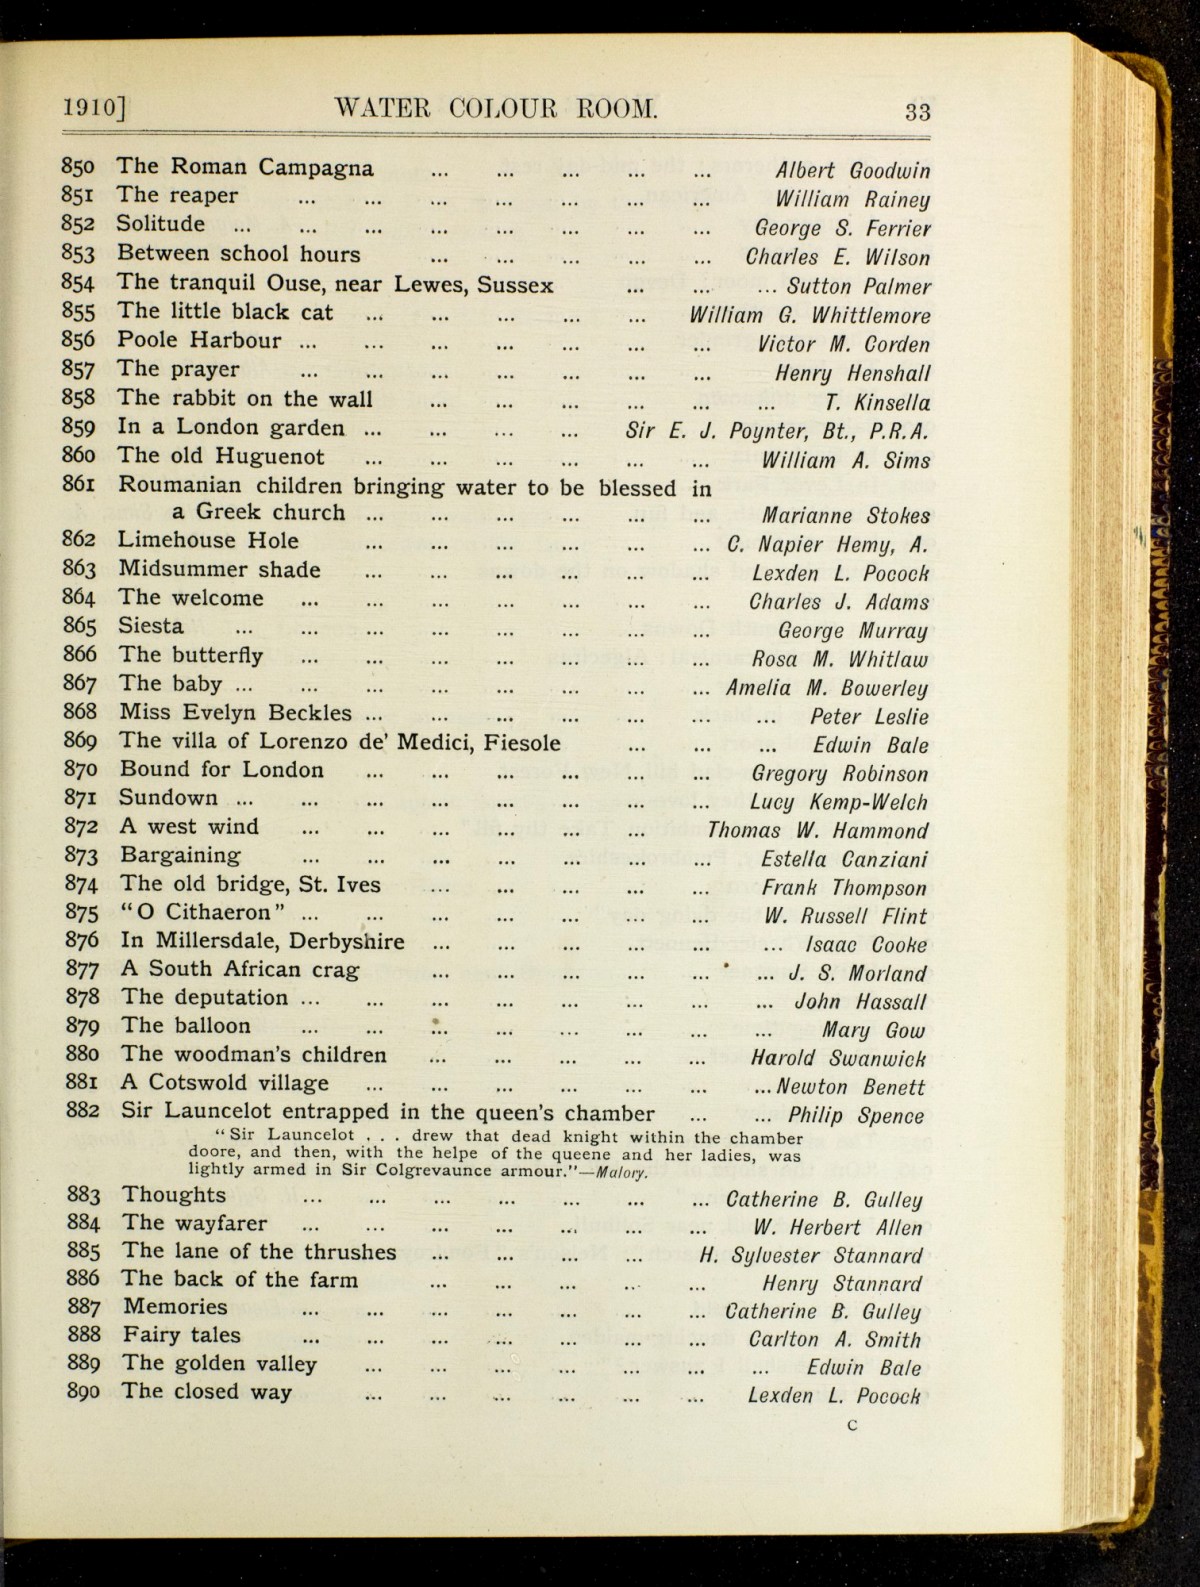 1910] WATER COLOUR ROOM. 33
850 The Roman Campagna ... ... ... ... ... Albert Goodwin
851 The reaper ... ... ... ... ... ... ... William Rainey
852 Solitude ... ... ... ... ... ... ... ... George S. Ferrier
853 Between school hours ... ... ... ... ... Charles E. Wilson
854 The tranquil Ouse, near Lewes, Sussex ... ... ... Sutton Palmer
855 The little black cat ... ... ... ... ... William G. Whittlemore
856 Poole Harbour ... ... ... ... ... ... ... Victor M. Corden
857 The prayer ... ... ... ... ... ... ... Henry Henshall
858 The rabbit on the wall ... ... ... ... ... ... T. Kinsella
859 In a London garden ... ... ... ... Sir E. J. Poynter, Bt., P.R.A.
860 The old Huguenot ... ... ... ... ... ... William A. Sims
861 Roumanian children bringing water to be blessed in
a Greek church ... ... ... ... ... ... Marianne Stokes
862 Limehouse Hole ... ... ... ... ... ... C. Napier Hemy, A.
863 Midsummer shade ... ... ... ... ... ... Lexden L. Pocock
864 The welcome ... ... ... ... ... ... ... Charles J. Adams
865 Siesta ... ... ... ... ... ... ... ... George Murray
866 The butterfly ... ... ... ... ... ... ... Rosa M. Whitlaw
867 The baby ... ... ... ... ... ... ... ... Amelia M. Bowerley
868 Miss Evelyn Beckles ... ... ... ... ... ... ... Peter Leslie
869 The villa of Lorenzo de' Medici, Fiesole ... ... ... Edwin Bale
870 Bound for London ... ... ... ... ... ... Gregory Robinson
871 Sundown ... ... ... ... ... ... ... ... Lucy Kemp-Welch
872 A west wind ... ... ... ... ... ... Thomas W. Hammond
873 Bargaining ... ... ... ... ... ... ... Estella Canziani
874 The old bridge, St. Ives ... ... ... ... ... Frank Thompson
875 "O Cithaeron" ... ... ... ... ... ... ... W. Russell Flint
876 In Millersdale, Derbyshire ... ... ... ... ... ... Isaac Cooke
877 A South African crag ... ... ... ... ... ... J. S. Morland
878 The deputation ... ... ... ... ... ... ... ... John Hassall
879 The balloon ... ... ... ... ... ... ... ... Mary Gow
880 The woodman's children ... ... ... ... ... Harold Swanwick
881 A Cotswold village ... ... ... ... ... ... ... Newton Benett
882 Sir Launcelot entrapped in the queen's chamber ... ... Philip Spence
"Sir Launcelot . . . drew that dead knight within the chamber
doore, and then, with the helpe of the queene and her ladies, was
lightly armed in Sir Colgrevaunce armour."—Malory.
883 Thoughts ... ... ... ... ... ... ... Catherine B. Gulley
884 The wayfarer ... ... ... ... ... ... ... W. Herbert Allen
885 The lane of the thrushes ... ... ... ... H. Sylvester Stannard
886 The back of the farm ... ... ... ... ... Henry Stannard
887 Memories ... ... ... ... ... ... ... Catherine B. Gulley
888 Fairy tales ... ... ... ... ... ... ... Carlton A. Smith
889 The golden valley ... ... ... ... ... ... ... Edwin Bale
890 The closed way ... ... ... ... ... ... Lexden L. Pocock
C